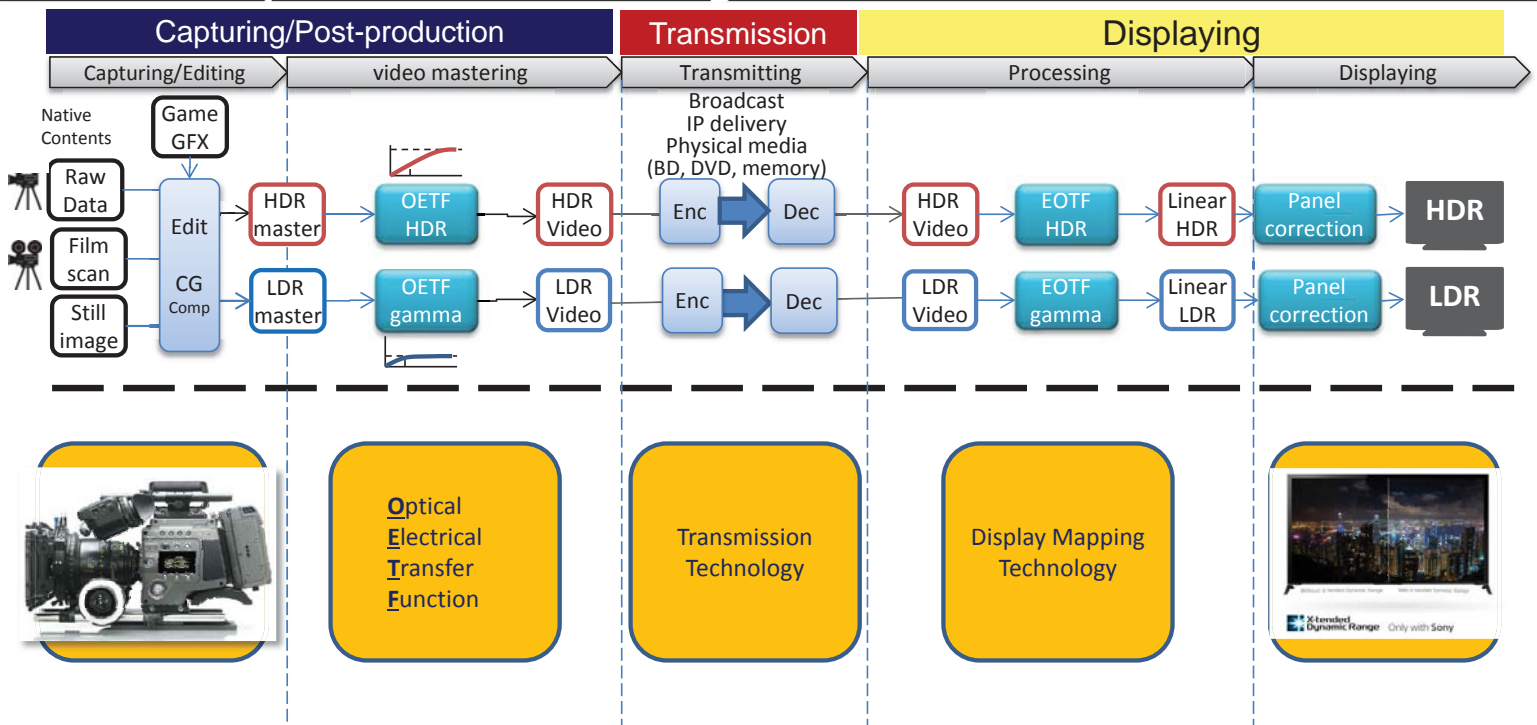 Capturing/Post-production
Transmission
Displaying
Capturing/Editing
video mastering
Transmitting
Processing
Displaying
Native
Contents
Game
GFX
Broadcast
IP delivery
Physical media
(BD, DVD, memory)
Raw
Data
Film
scan
Still
image
Edit
CG
Comp
HDR
master
OETF
HDR
HDR
Video
Enc
Dec
HDR
Video
EOTF
HDR
Linear
HDR
Panel
correction
HDR
LDR
master
OETF
gamma
LDR
Video
Enc
Dec
LDR
Video
EOTF
gamma
Linear
LDR
Panel
correction
LDR
Optical
Electrical
Transfer
Function
Transmission
Technology
Display Mapping
Technology
X-tended
Dynamic Range Only with Sony